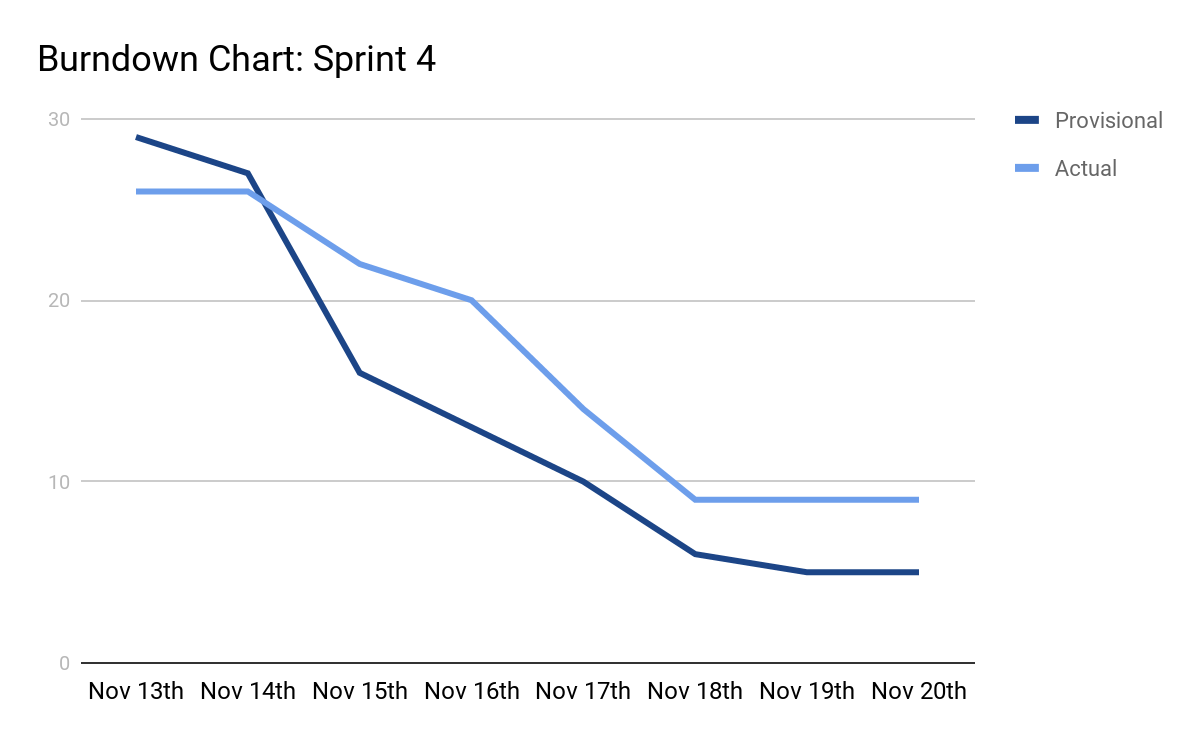 Burndown Chart: Sprint 4
30
20
10
0
Provisional
Actual
Nov 13th Nov 14th Nov 15th Nov 16th Nov 17th Nov 18th Nov 19th Nov 20th